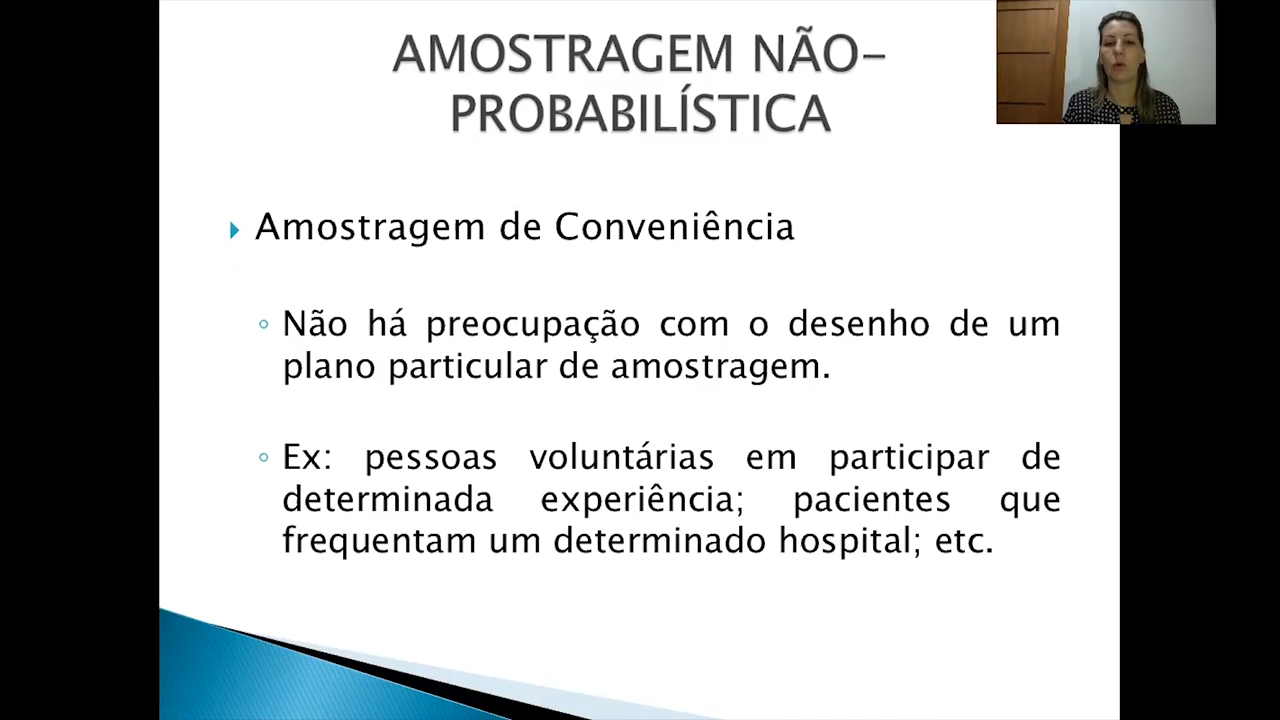 AMOSTRAGEM NÃO-
PROBABILÍSTICA
Amostragem de Conveniência
Não há preocupação com o desenho de um
plano particular de amostragem.
Ex: pessoas voluntárias em participar de
determinada experiência; pacientes que
frequentam um determinado hospital; etc.